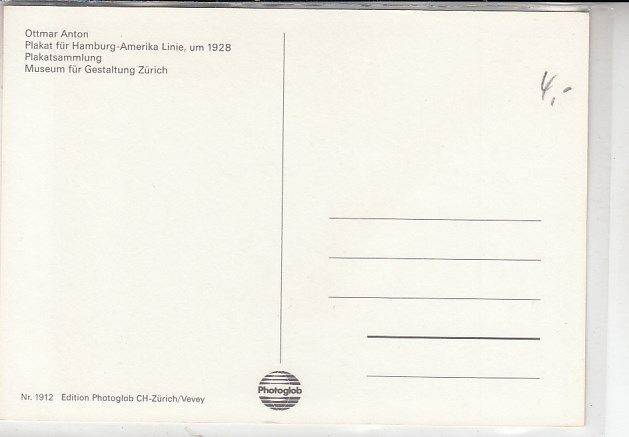 Ottmar Anton
Plakat für Hamburg-Amerika Linie, um 1928
Plakatsammlung
Museum für Gestaltung Zürich
4,-
Photoglob
Nr. 1912 Edition Photoglob CH-Zürich/Vevey